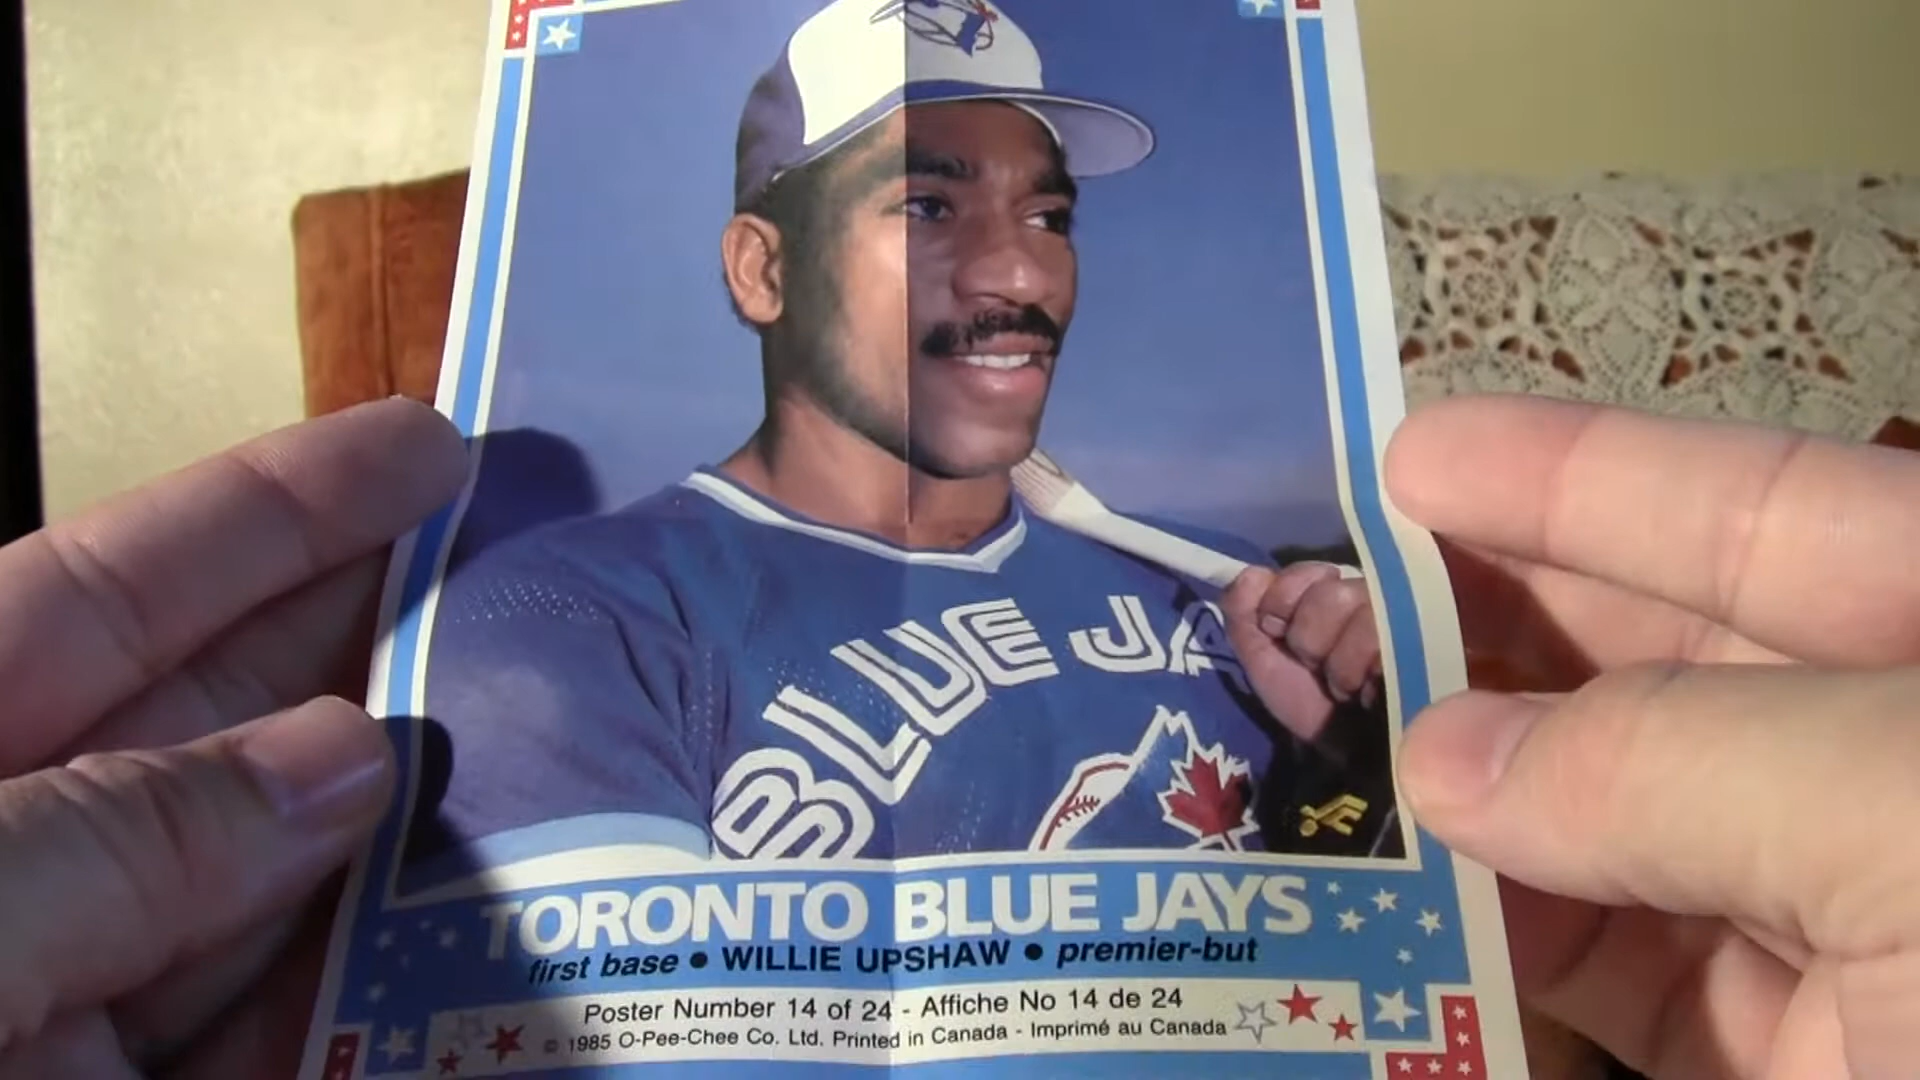 BLUE JA
TORONTO BLUE JAYS
first base • WILLIE UPSHAW • premier-but
Poster Number 14 of 24 - Affiche No 14 de 24
© 1985 O-Pee-Chee Co. Ltd. Printed in Canada - Imprimé au Canada